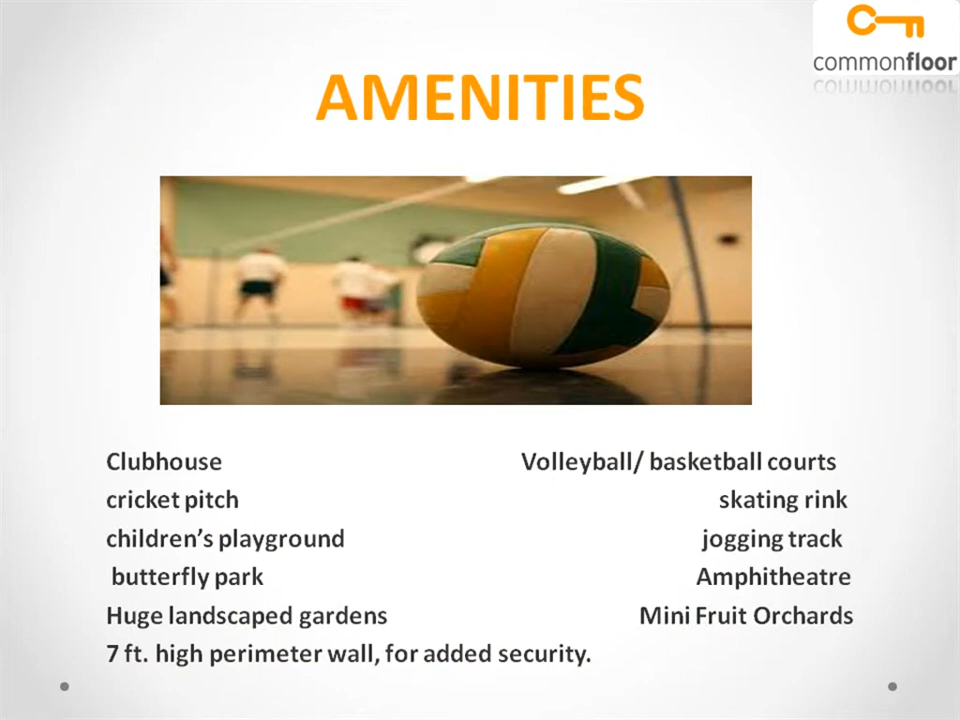 commonfloor
AMENITIES
Clubhouse Volleyball/ basketball courts
cricket pitch skating rink
children’s playground jogging track
butterfly park Amphitheatre
Huge landscaped gardens Mini Fruit Orchards
7 ft. high perimeter wall, for added security.